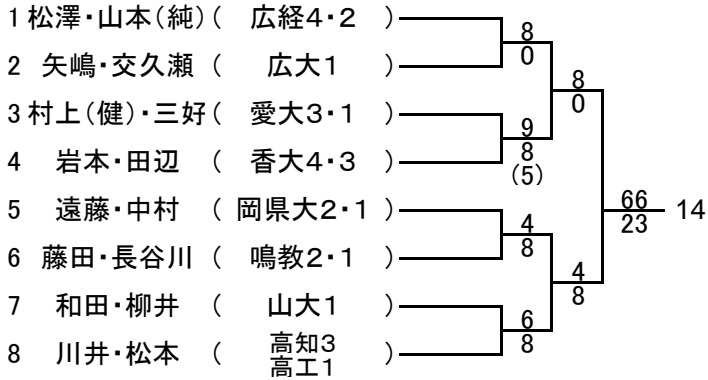 1 松澤・山本(純) ( 広経4・2 )
8
0
2 矢嶋・交久瀬 ( 広大1 )
8
0
3 村上(健)・三好 ( 愛大3・1 )
9
8
(5)
4 岩本・田辺 ( 香大4・3 )
66
23
14
5 遠藤・中村 ( 岡県大2・1 )
4
8
6 藤田・長谷川 ( 鳴教2・1 )
4
8
7 和田・柳井 ( 山大1 )
6
8
8 川井・松本 ( 高知3
高工1 )